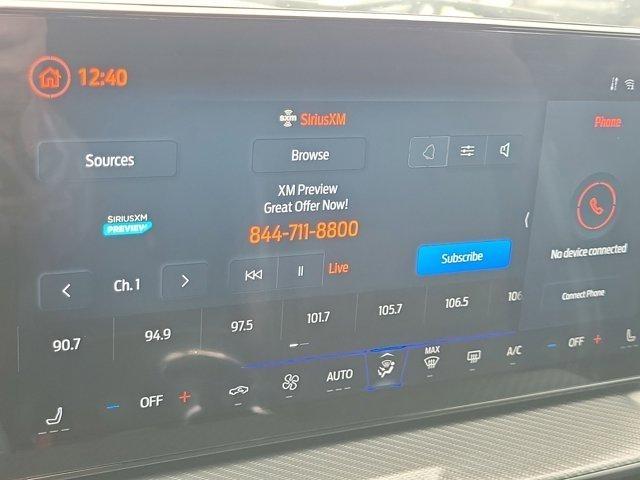 12:40
sxm SiriusXM
Phone
Sources
Browse
XM Preview
Great Offer Now!
SIRIUSXM
PREVIEW
844-711-8800
No device connected
Ch. 1
Live
Subscribe
Connect Phone
90.7 94.9 97.5 101.7 105.7 106.5 106
OFF
AUTO
MAX
A/C
OFF